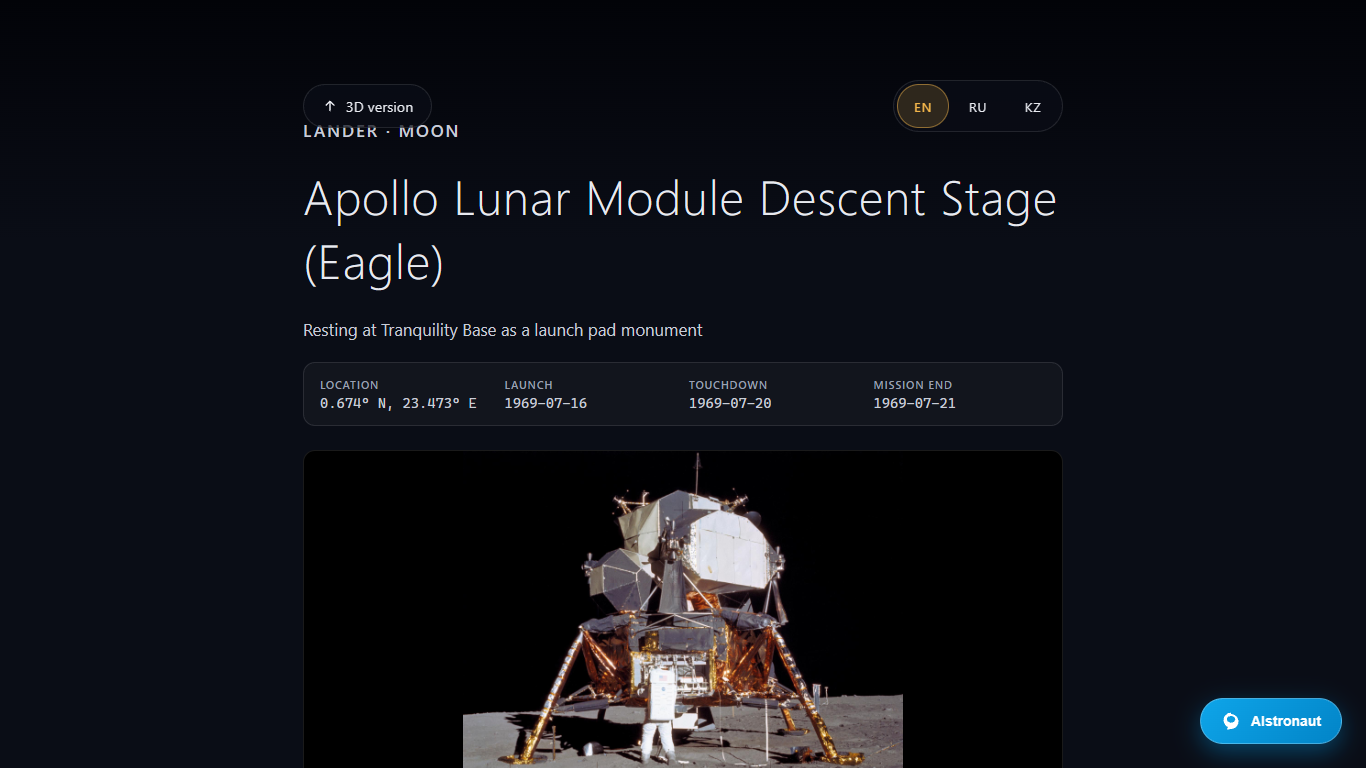 ↑ 3D version
EN RU KZ
LANDER · MOON
Apollo Lunar Module Descent Stage
(Eagle)
Resting at Tranquility Base as a launch pad monument
LOCATION LAUNCH TOUCHDOWN MISSION END
0.674° N, 23.473° E 1969-07-16 1969-07-20 1969-07-21
AIstronaut